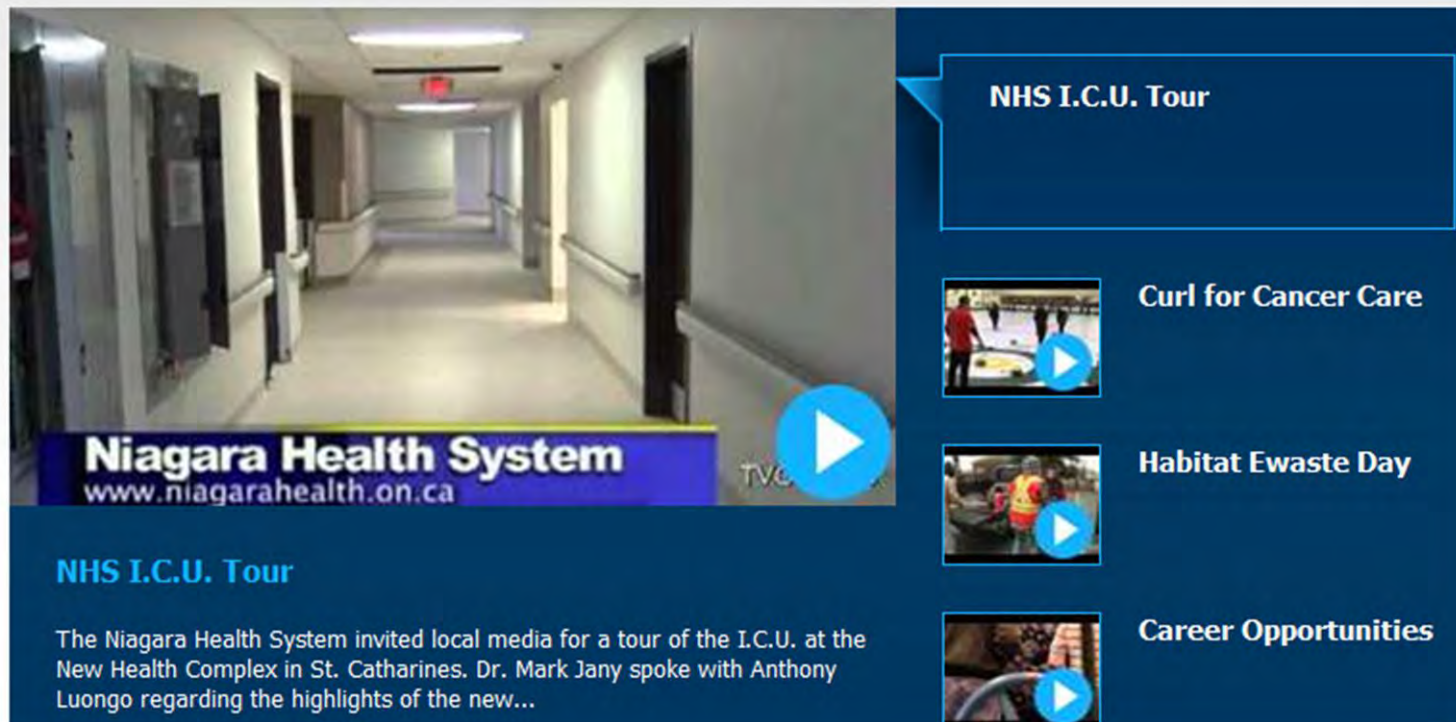 Niagara Health System
www.niagarahealth.on.ca
NHS I.C.U. Tour
The Niagara Health System invited local media for a tour of the I.C.U. at the
New Health Complex in St. Catharines. Dr. Mark Jany spoke with Anthony
Luongo regarding the highlights of the new...
NHS I.C.U. Tour
Curl for Cancer Care
Habitat Ewaste Day
Career Opportunities